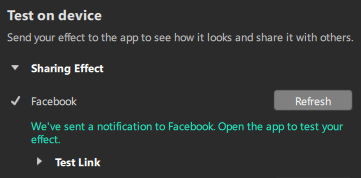 Test on device
Send your effect to the app to see how it looks and share it with others.
Sharing Effect
Facebook
Refresh
We've sent a notification to Facebook. Open the app to test your
effect.
Test Link